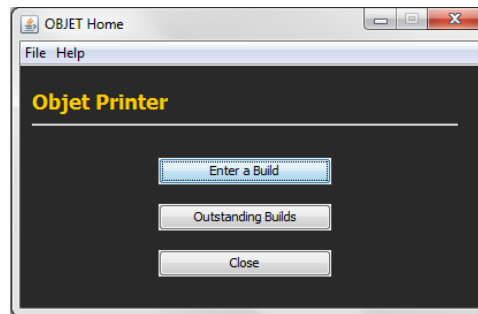 OBJET Home
File Help
Objet Printer
Enter a Build
Outstanding Builds
Close